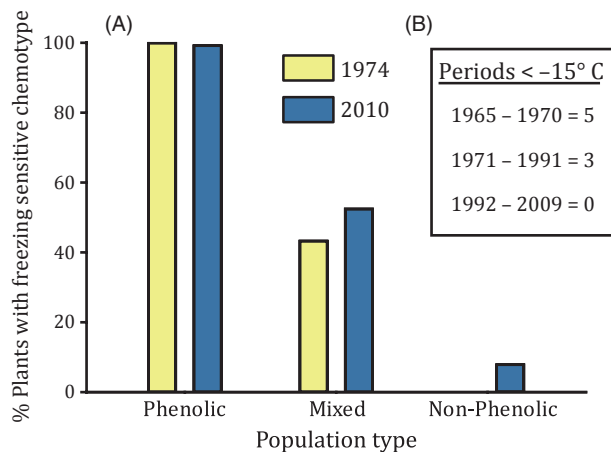 (A)
(B)
% Plants with freezing sensitive chemotype
100
80
60
40
20
0
1974
2010
Periods < –15° C
1965 – 1970 = 5
1971 – 1991 = 3
1992 – 2009 = 0
Phenolic
Mixed
Non-Phenolic
Population type